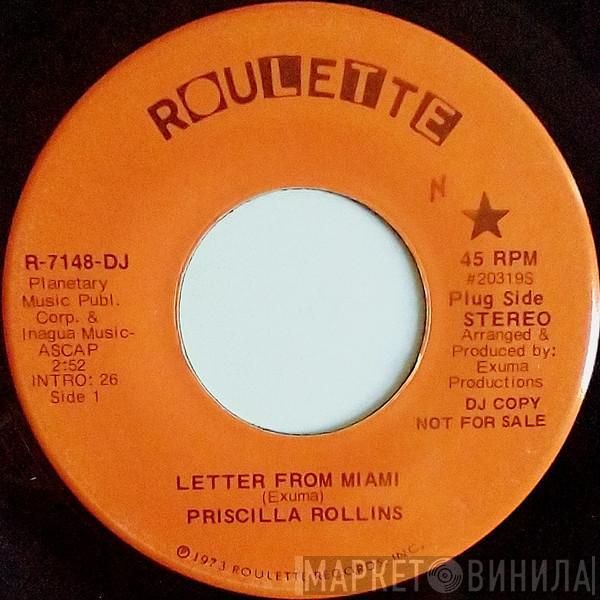 ROULETTE
N
R-7148-DJ
Planetary
Music Publ.
Corp. &
Inagua Music-
ASCAP
2:52
INTRO: 26
Side 1
45 RPM
#20319S
Plug Side
STEREO
Arranged &
Produced by:
Exuma
Productions
DJ COPY
NOT FOR SALE
LETTER FROM MIAMI
(Exuma)
PRISCILLA ROLLINS
℗ 1973 ROULETTE RECORDS, INC.
МАРКЕТ ВИНИЛА